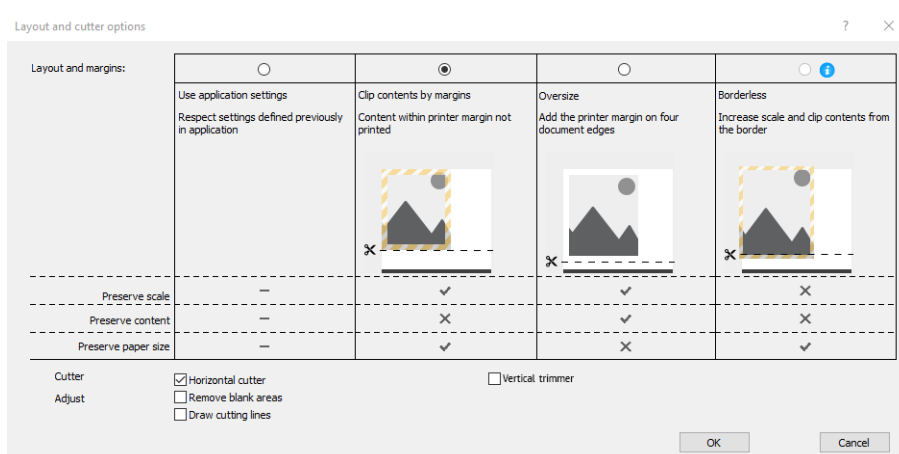 Layout and cutter options
?
Layout and margins:
Use application settings
Respect settings defined previously
in application
Clip contents by margins
Content within printer margin not
printed
Oversize
Add the printer margin on four
document edges
i
Borderless
Increase scale and clip contents from
the border
Preserve scale
Preserve content
Preserve paper size
Cutter
Horizontal cutter
Vertical trimmer
Adjust
Remove blank areas
Draw cutting lines
OK
Cancel